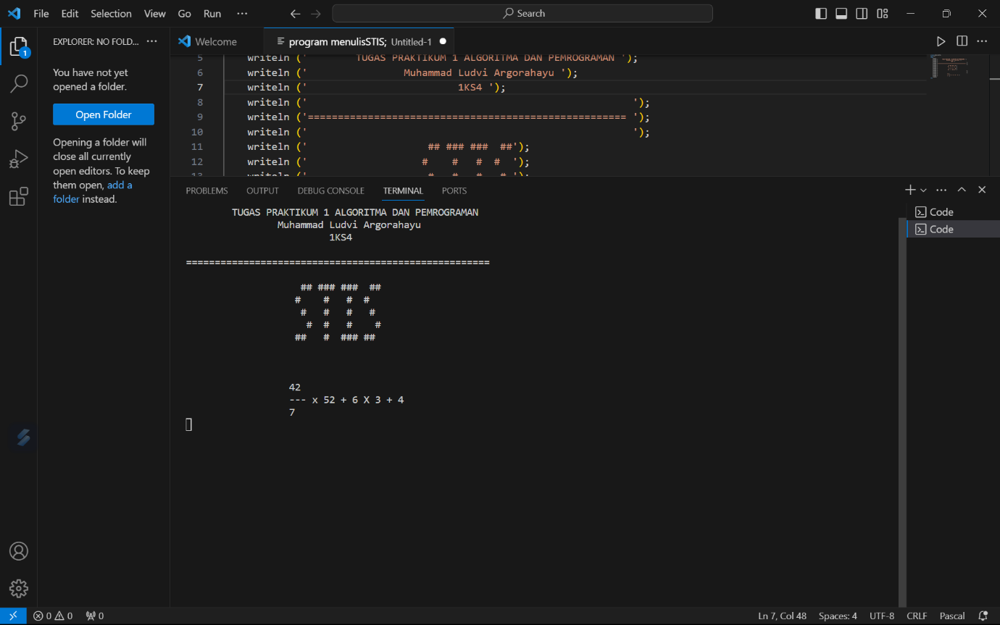 File Edit Selection View Go Run ··· Search
EXPLORER: NO FOLD... ···
1
You have not yet
opened a folder.
Open Folder
Opening a folder will
close all currently
open editors. To keep
them open, add a
folder instead.
Welcome
program menulisSTIS; Untitled-1
5 writeln (' TUGAS PRAKTIKUM 1 ALGORITMA DAN PEMROGRAMAN ');
6 writeln (' Muhammad Ludvi Argorahayu ');
7 writeln (' 1KS4 ');
8 writeln (' ');
9 writeln ('===================================================== ');
10 writeln (' ');
11 writeln (' ## ### ### ##');
12 writeln (' # # # # ');
13 writeln (' # # # # ');
PROBLEMS OUTPUT DEBUG CONSOLE TERMINAL PORTS
TUGAS PRAKTIKUM 1 ALGORITMA DAN PEMROGRAMAN
Muhammad Ludvi Argorahayu
1KS4
=====================================================
## ### ### ##
# # # #
# # # #
# # # #
## # ### ##
42
--- x 52 + 6 X 3 + 4
7
Code
Code
0 0 0
Ln 7, Col 48 Spaces: 4 UTF-8 CRLF Pascal